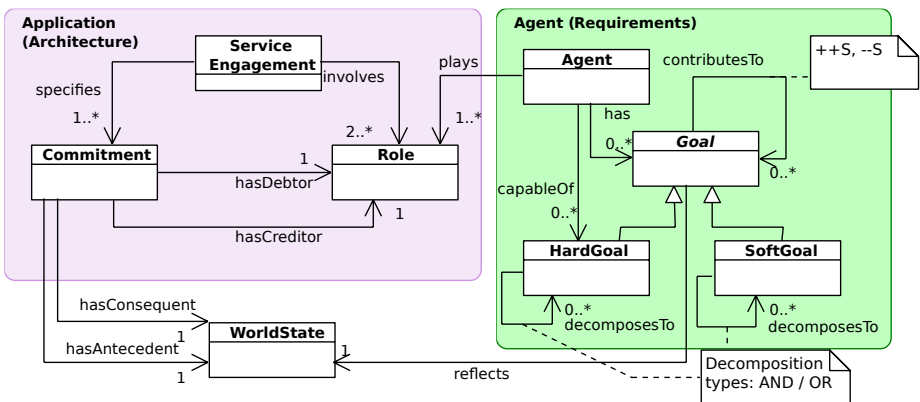 Application
(Architecture)
Agent (Requirements)
Service
Engagement
Agent
contributesTo
++S, --S
plays
involves
specifies
has
1..*
2..*
1..*
0..*
Goal
0..*
Commitment
Role
1
hasDebtor
capableOf
1
0..*
hasCreditor
HardGoal
SoftGoal
hasConsequent
0..*
0..*
decomposesTo
decomposesTo
1
WorldState
hasAntecedent
1
1
reflects
Decomposition
types: AND / OR